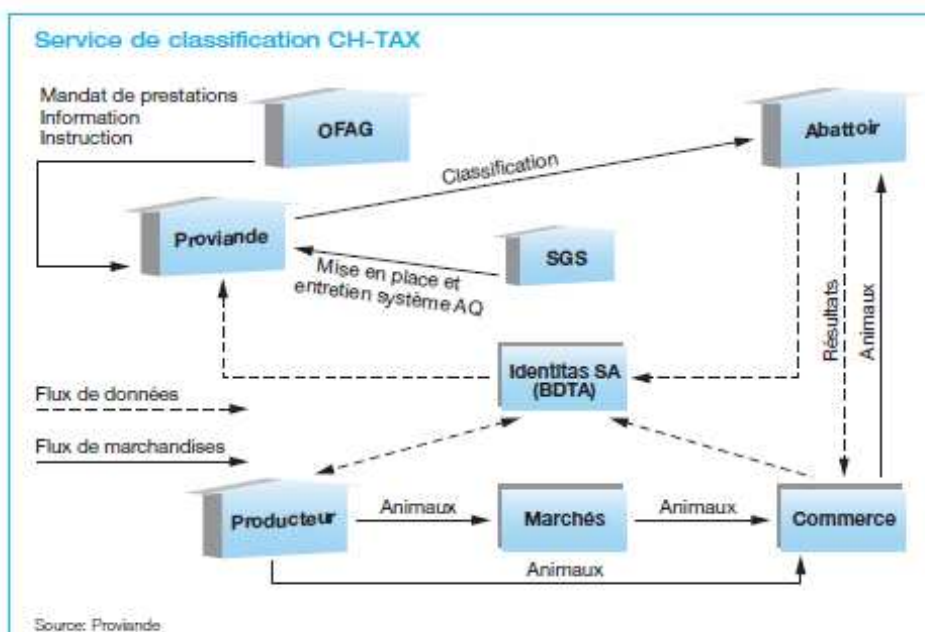 Service de classification CH-TAX
Mandat de prestations
Information
Instruction
OFAG
Abattoir
Classification
Proviande
SGS
Mise en place et
entretien système AQ
Résultats
Animaux
Identitas SA
(BDTA)
Flux de données
Flux de marchandises
Producteur
Animaux
Marchés
Animaux
Commerce
Animaux
Source: Proviande